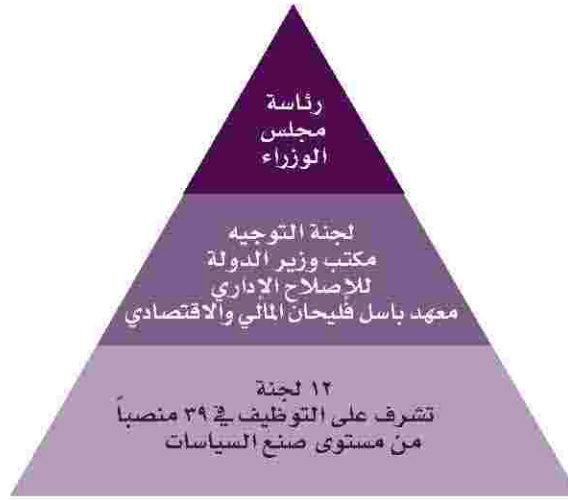 رئاسة
مجلس
الوزراء
لجنة التوجيه
مكتب وزير الدولة
للإصلاح الإداري
معهد باسل فليحان المالي والاقتصادي
١٢ لجنة
تشرف على التوظيف في ٣٩ منصباً
من مستوى صنع السياسات